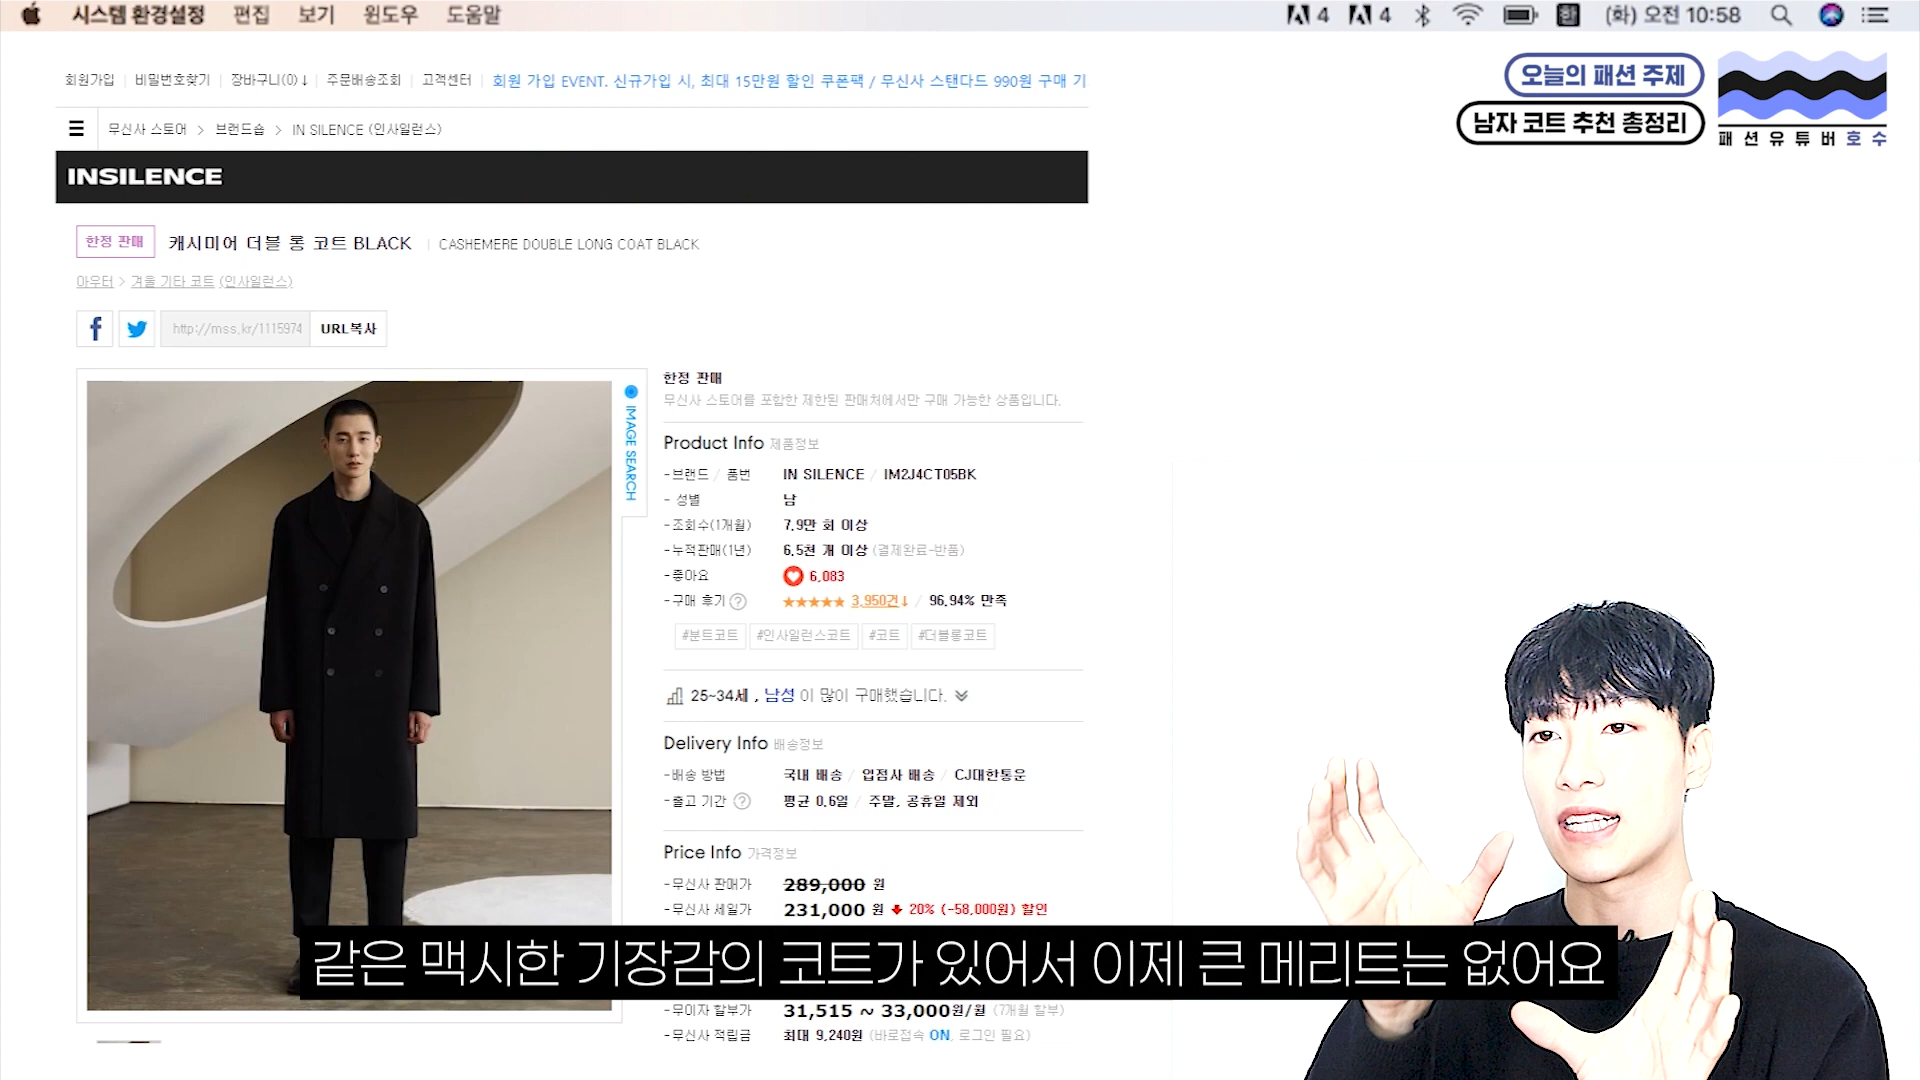 시스템 환경설정 편집 보기 윈도우 도움말 4 4 한 (화) 오전 10:58
회원가입 비밀번호찾기 장바구니(0)↓ 주문배송조회 고객센터 회원 가입 EVENT. 신규가입 시, 최대 15만원 할인 쿠폰팩 / 무신사 스탠다드 990원 구매 기
오늘의 패션 주제
남자 코트 추천 총정리
패션유튜버호수
무신사 스토어 > 브랜드숍 > IN SILENCE (인사일런스)
INSILENCE
한정 판매 캐시미어 더블 롱 코트 BLACK CASHEMERE DOUBLE LONG COAT BLACK
아우터 > 겨울 기타 코트 (인사일런스)
http://mss.kr/1115974 URL복사
IMAGE SEARCH
한정 판매
무신사 스토어를 포함한 제한된 판매처에서만 구매 가능한 상품입니다.
Product Info 제품정보
-브랜드 / 품번 IN SILENCE / IM2J4CT05BK
- 성별 남
-조회수(1개월) 7.9만 회 이상
-누적판매(1년) 6.5천 개 이상 (결제완료-반품)
-좋아요 6,083
-구매 후기 ? ★★★★★ 3,950건↓ / 96.94% 만족
#분트코트 #인사일런스코트 #코트 #더블롱코트
25~34세 , 남성 이 많이 구매했습니다.
Delivery Info 배송정보
-배송 방법 국내 배송 / 입점사 배송 / CJ대한통운
-출고 기간 ? 평균 0.6일 / 주말, 공휴일 제외
Price Info 가격정보
-무신사 판매가 289,000 원
-무신사 세일가 231,000 원 20% (-58,000원) 할인
같은 맥시한 기장감의 코트가 있어서 이제 큰 메리트는 없어요
-무이자 할부가 31,515 ~ 33,000원/월 (7개월 할부)
-무신사 적립금 최대 9,240원 (바로접속 ON, 로그인 필요)